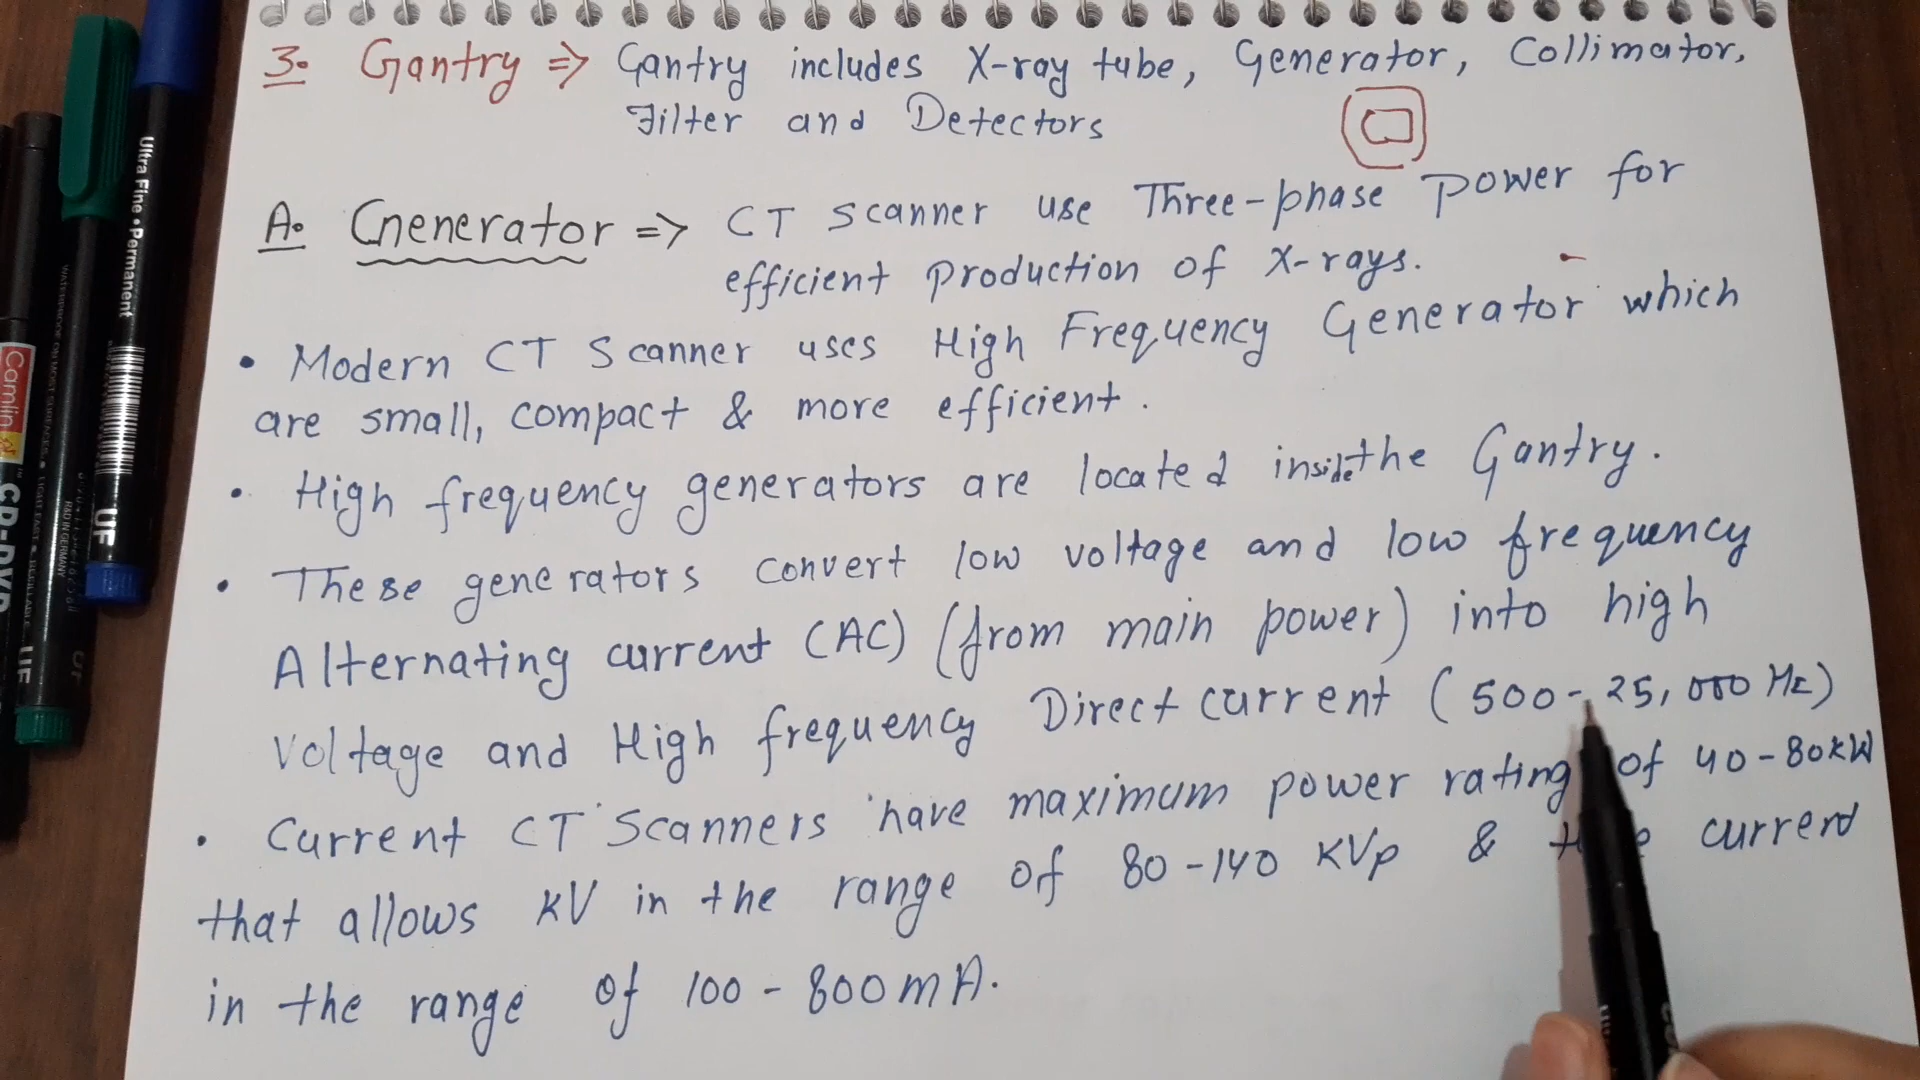 3. Gantry => Gantry includes X-ray tube, Generator, Collimator,
Filter and Detectors
A. Gnenerator => CT Scanner use Three-phase power for
efficient production of X-rays.
• Modern CT Scanner uses High Frequency Generator which
are small, compact & more efficient.
• High frequency generators are located inside the Gantry.
• These generators convert low voltage and low frequency
Alternating current (AC) (from main power) into high
Voltage and High frequency Direct current (500-25,000 Hz)
• Current CT Scanners have maximum power rating of 40-80kW
that allows kV in the range of 80-140 KVp & current
in the range of 100-800mA.
Ultra Fine • Permanent
UF
Camlin
CD-DVD
UF